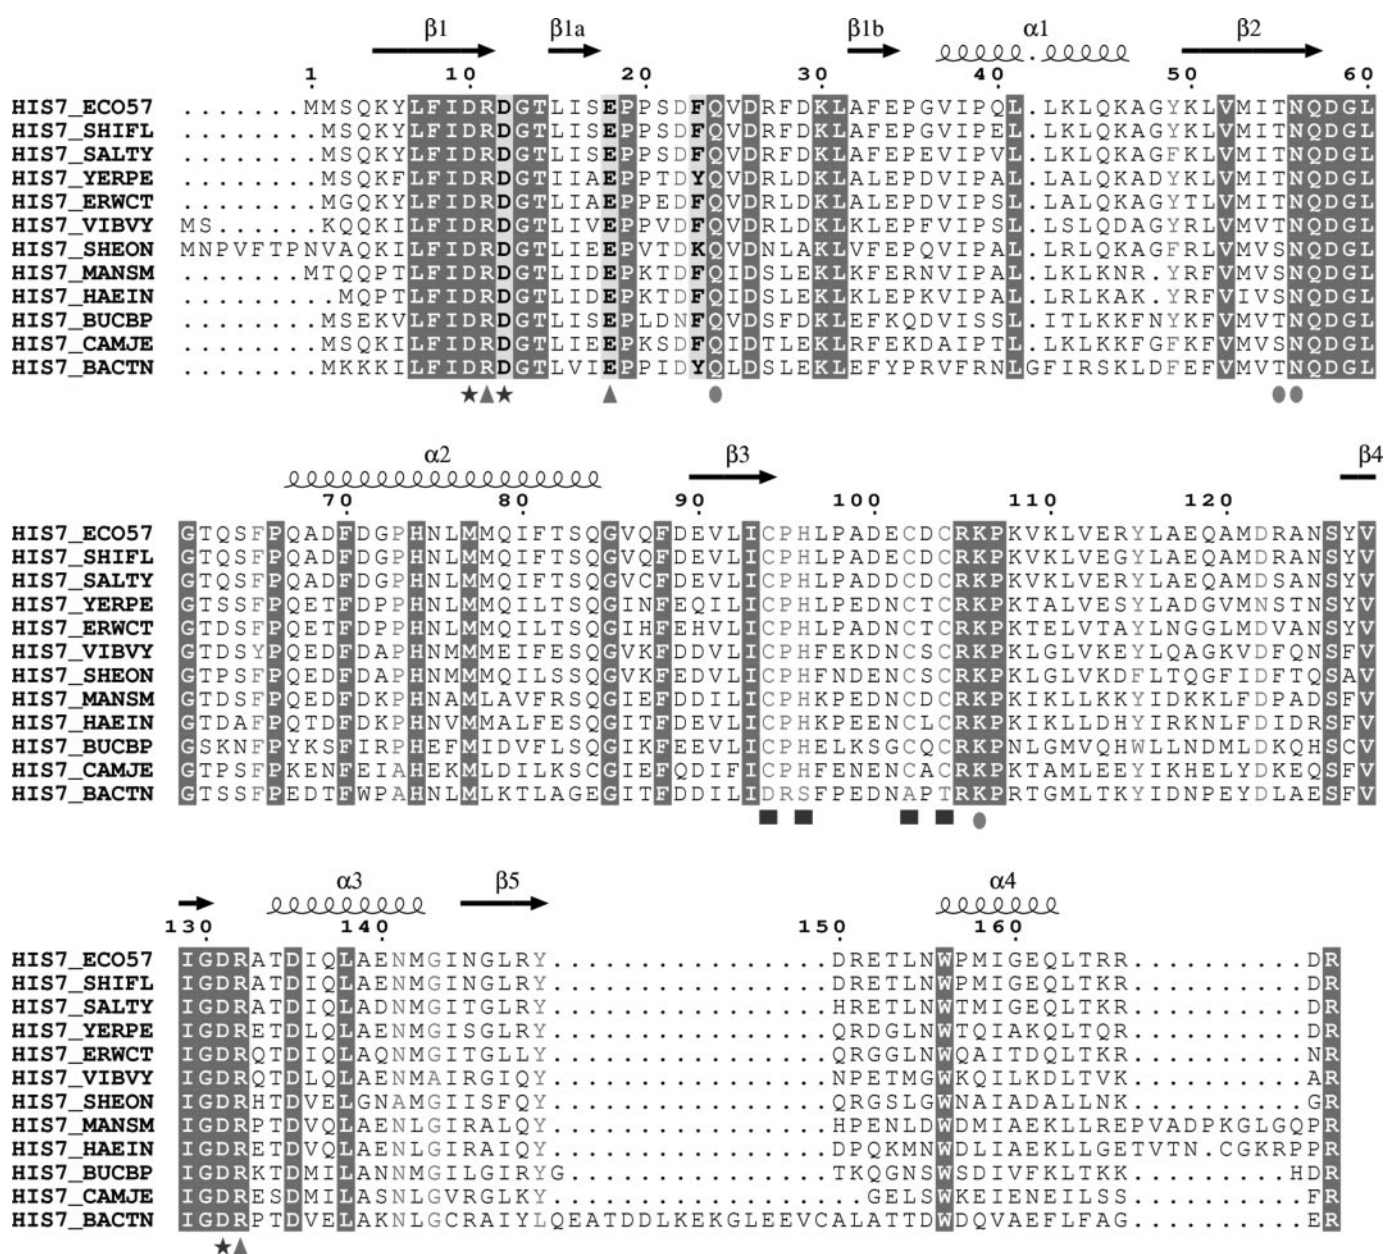 β1 β1a β1b α1 β2
1 10 20 30 40 50 60
HIS7_ECO57 .......MMSQKYLFIDRDGTLISEPPSDFQVDRFDKLAFEPGVIPQL.LKLQKAGYKLVMITNQDGL
HIS7_SHIFL ........MSQKYLFIDRDGTLISEPPSDFQVDRFDKLAFEPGVIPEL.LKLQKAGYKLVMITNQDGL
HIS7_SALTY ........MSQKYLFIDRDGTLISEPPSDFQVDRFDKLAFEPEVIPVL.LKLQKAGFKLVMITNQDGL
HIS7_YERPE ........MSQKFLFIDRDGTIIAEPPTDYQVDRLDKLALEPDVIPAL.LALQKADYKLVMITNQDGL
HIS7_ERWCT ........MGQKYLFIDRDGTLIAEPPEDFQVDRLDKLALEPDVIPAL.LALQKAGYTLVMITNQDGL
HIS7_VIBVY MS......KQQKILFIDRDGTLIVEPPVDFQVDRLDKLKLEPFVIPSL.LSLQDAGYRLVMVTNQDGL
HIS7_SHEON MNPVFTPNVAQKILFIDRDGTLIEEPVTDKQVDNLAKLVFEPQVIPAL.LRLQKAGFRLVMVSNQDGL
HIS7_MANSM .......MTQQPTLFIDRDGTLIDEPKTDFQIDSLEKLKFERNVIPAL.LKLKNR.YRFVMVSNQDGL
HIS7_HAEIN .........MQPTLFIDRDGTLIDEPKTDFQIDSLEKLKLEPKVIPAL.LRLKAK.YRFVIVSNQDGL
HIS7_BUCBP ........MSEKVLFIDRDGTLISEPLDNFQVDSFDKLEFKQDVISSL.ITLKKFNYKFVMVTNQDGL
HIS7_CAMJE ........MSQKILFIDRDGTLIEEPKSDFQIDTLEKLRFEKDAIPTL.LKLKKFGFKFVMVSNQDGL
HIS7_BACTN ........MKKKILFIDRDGTLVIEPPIDYQLDSLEKLEFYPRVFRNLGFIRSKLDFEFVMVTNQDGL
α2 β3 β4
70 80 90 100 110 120
HIS7_ECO57 GTQSFPQADFDGPHNLMMQIFTSQGVQFDEVLICPHLPADECDCRKPKVKLVERYLAEQAMDRANSYV
HIS7_SHIFL GTQSFPQADFDGPHNLMMQIFTSQGVQFDEVLICPHLPADECDCRKPKVKLVEGYLAEQAMDRANSYV
HIS7_SALTY GTQSFPQADFDGPHNLMMQIFTSQGVCFDEVLICPHLPADDCDCRKPKVKLVERYLAEQAMDSANSYV
HIS7_YERPE GTSSFPQETFDPPHNLMMQILTSQGINFEQILICPHLPEDNCTCRKPKTALVESYLADGVMNSTNSYV
HIS7_ERWCT GTDSFPQETFDPPHNLMMQILTSQGIHFEHVLICPHLPADNCTCRKPKTELVTAYLNGGLMDVANSYV
HIS7_VIBVY GTDSYPQEDFDAPHNMMMEIFESQGVKFDDVLICPHFEKDNCSCRKPKLGLVKEYLQAGKVDFQNSFV
HIS7_SHEON GTPSFPQEDFDAPHNMMMQILSSQGVKFEDVLICPHFNDENCSCRKPKLGLVKDFLTQGFIDFTQSAV
HIS7_MANSM GTDSFPQEDFDKPHNAMLAVFRSQGIEFDDILICPHKPEDNCDCRKPKIKLLKKYIDKKLFDPADSFV
HIS7_HAEIN GTDAFPQTDFDKPHNVMMALFESQGITFDEVLICPHKPEENCLCRKPKIKLLDHYIRKNLFDIDRSFV
HIS7_BUCBP GSKNFPYKSFIRPHEFMIDVFLSQGIKFEEVLICPHELKSGCQCRKPNLGMVQHWLLNDMLDKQHSCV
HIS7_CAMJE GTPSFPKENFEIAHEKMLDILKSCGIEFQDIFICPHFENENCACRKPKTAMLEEYIKHELYDKEQSFV
HIS7_BACTN GTSSFPEDTFWPAHNLMLKTLAGEGITFDDILIDRSFPEDNAPTRKPRTGMLTKYIDNPEYDLAESFV
α3 β5 α4
130 140 150 160
HIS7_ECO57 IGDRATDIQLAENMGINGLRY................DRETLNWPMIGEQLTRR..........DR
HIS7_SHIFL IGDRATDIQLAENMGINGLRY................DRETLNWPMIGEQLTKR..........DR
HIS7_SALTY IGDRATDIQLAENMGITGLRY................HRETLNWPMIGEQLTKR..........DR
HIS7_YERPE IGDRETDLQLAENMGISGLRY................QRDGLNWTQIAKQLTQR..........DR
HIS7_ERWCT IGDRQTDIQLAQNMGITGLLY................QRGGLNWQAITDQLTKR..........NR
HIS7_VIBVY IGDRQTDLQLAENMAIRGIQY................NPETMGWKQILKDLTVK..........AR
HIS7_SHEON IGDRHTDVELGNAMGIISFQY................QRGSLGWNAIADALLNK..........GR
HIS7_MANSM IGDRPTDVQLAENLGIRALQY................HPENLDWDMIAEKLLREPVADPKGLGQPR
HIS7_HAEIN IGDRETDVQLAENLGIRAIQY................DPQKMNWDLIAEKLLGETVTN.CGKRPPR
HIS7_BUCBP IGDRKTDMILANNMGILGIRYG...............TKQGNSWSDIVFKLTKK.........HDR
HIS7_CAMJE IGDRESDMILASNLGVRGLKY..................GELSWKEIENEILSS..........FR
HIS7_BACTN IGDRPTDVELAKNLGCRAIYLQEATDDLKEKGLEEVCALATTDWDQVAEFLFAG..........ER